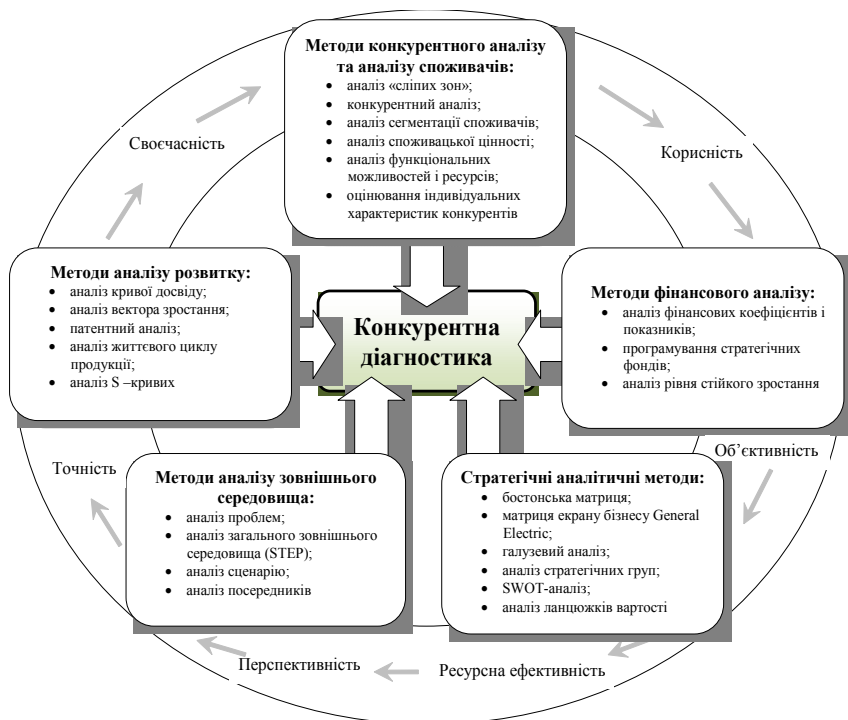 Методи конкурентного аналізу
та аналізу споживачів:
• аналіз «сліпих зон»;
• конкурентний аналіз;
• аналіз сегментації споживачів;
• аналіз споживацької цінності;
• аналіз функціональних
можливостей і ресурсів;
• оцінювання індивідуальних
характеристик конкурентів
Своєчасність
Корисність
Методи аналізу розвитку:
• аналіз кривої досвіду;
• аналіз вектора зростання;
• патентний аналіз;
• аналіз життєвого циклу
продукції;
• аналіз S –кривих
Конкурентна
діагностика
Методи фінансового аналізу:
• аналіз фінансових коефіцієнтів і
показників;
• програмування стратегічних
фондів;
• аналіз рівня стійкого зростання
Точність
Об’єктивність
Методи аналізу зовнішнього
середовища:
• аналіз проблем;
• аналіз загального зовнішнього
середовища (STEP);
• аналіз сценарію;
• аналіз посередників
Стратегічні аналітичні методи:
• бостонська матриця;
• матриця екрану бізнесу General
Electric;
• галузевий аналіз;
• аналіз стратегічних груп;
• SWOT-аналіз;
• аналіз ланцюжків вартості
Перспективність
Ресурсна ефективність